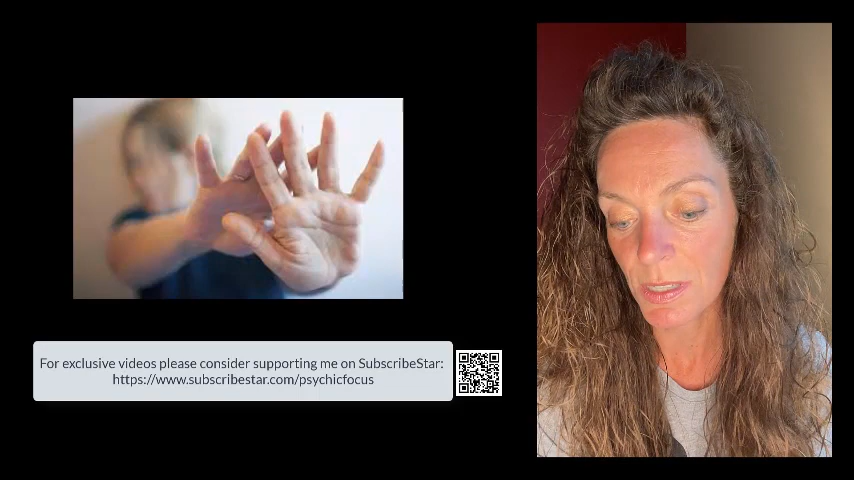 For exclusive videos please consider supporting me on SubscribeStar:
https://www.subscribestar.com/psychicfocus